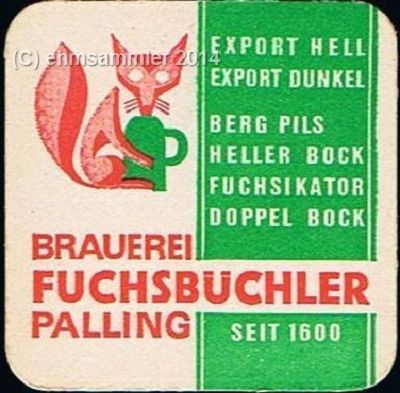 (C) ehmsammler 2014
EXPORT HELL
EXPORT DUNKEL
BERG PILS
HELLER BOCK
FUCHSIKATOR
DOPPEL BOCK
BRAUEREI
FUCHSBÜCHLER
PALLING
SEIT 1600